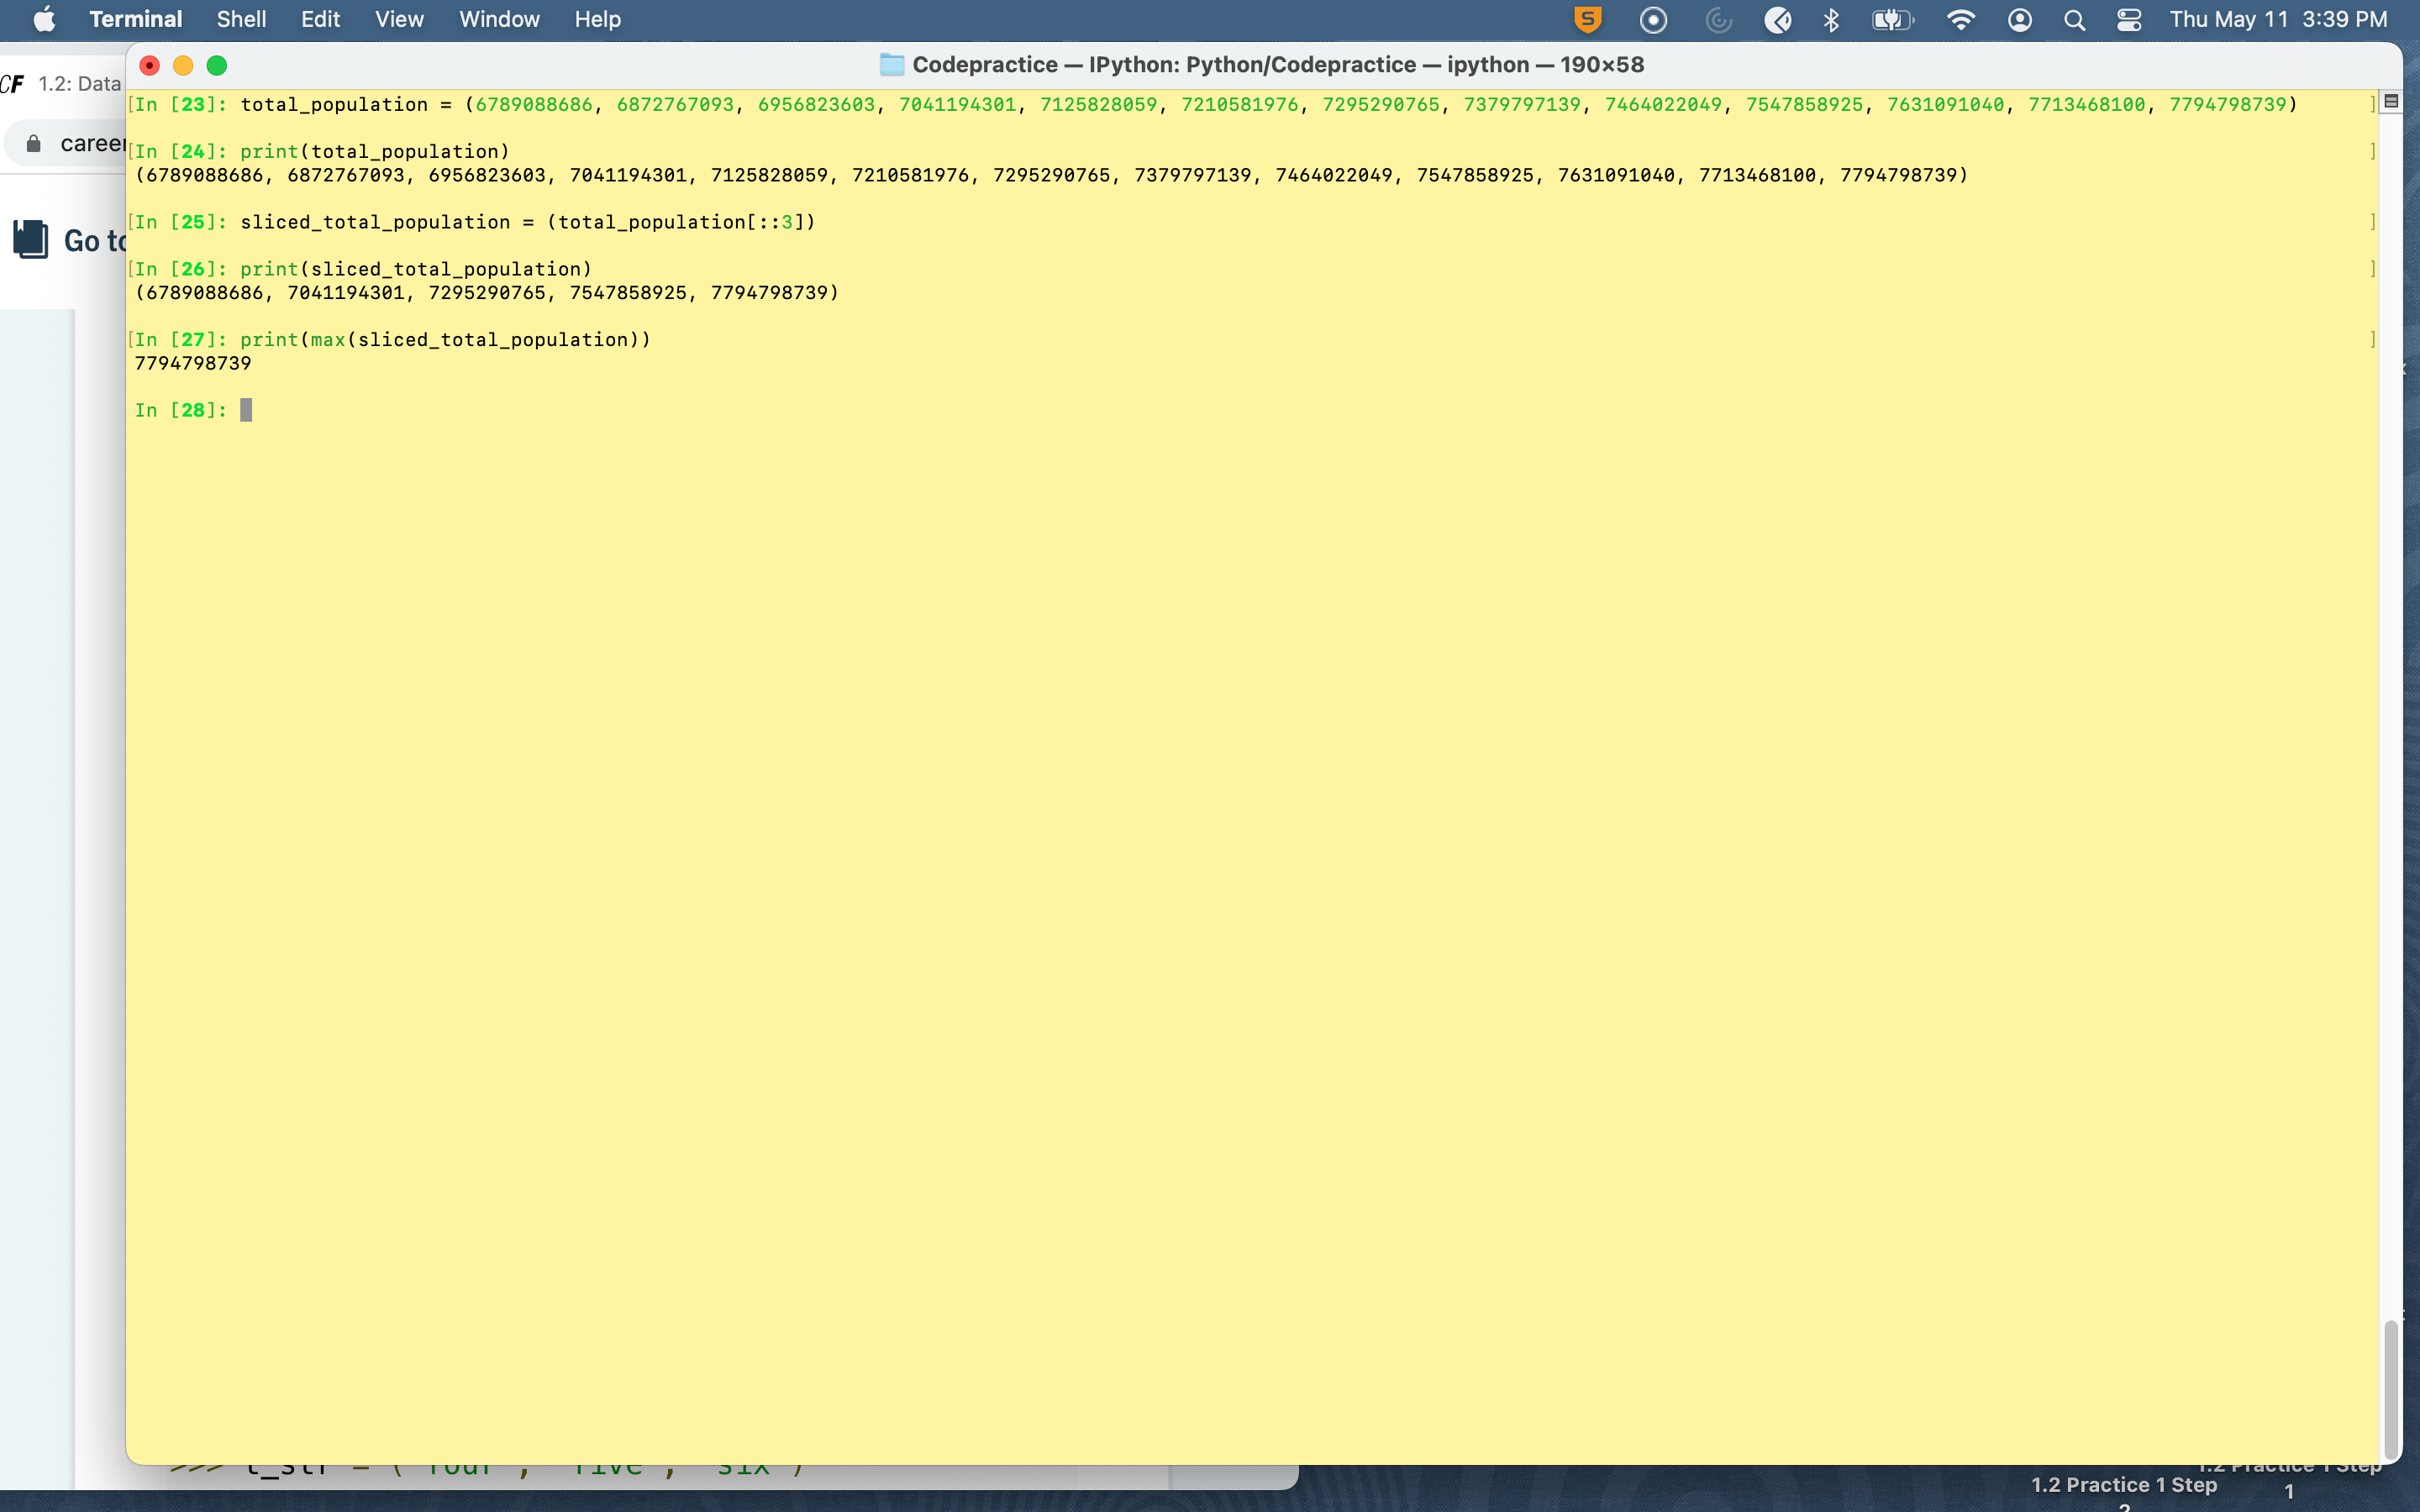 Terminal Shell Edit View Window Help Thu May 11 3:39 PM
Codepractice — IPython: Python/Codepractice — ipython — 190×58
CF 1.2: Data
career
Go to
[In [23]: total_population = (6789088686, 6872767093, 6956823603, 7041194301, 7125828059, 7210581976, 7295290765, 7379797139, 7464022049, 7547858925, 7631091040, 7713468100, 7794798739) ]
[In [24]: print(total_population) ]
(6789088686, 6872767093, 6956823603, 7041194301, 7125828059, 7210581976, 7295290765, 7379797139, 7464022049, 7547858925, 7631091040, 7713468100, 7794798739)
[In [25]: sliced_total_population = (total_population[::3]) ]
[In [26]: print(sliced_total_population) ]
(6789088686, 7041194301, 7295290765, 7547858925, 7794798739)
[In [27]: print(max(sliced_total_population)) ]
7794798739
In [28]:
>>> t_str = ('four', 'five', 'six')
1.2 Practice 1 Step
1
1.2 Practice 1 Step
2